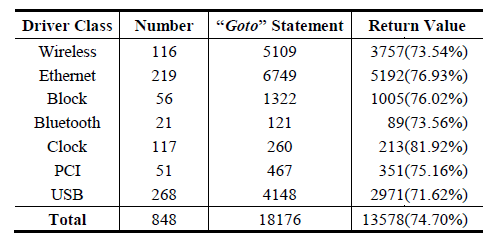 Driver Class Number “Goto” Statement Return Value
Wireless 116 5109 3757(73.54%)
Ethernet 219 6749 5192(76.93%)
Block 56 1322 1005(76.02%)
Bluetooth 21 121 89(73.56%)
Clock 117 260 213(81.92%)
PCI 51 467 351(75.16%)
USB 268 4148 2971(71.62%)
Total 848 18176 13578(74.70%)